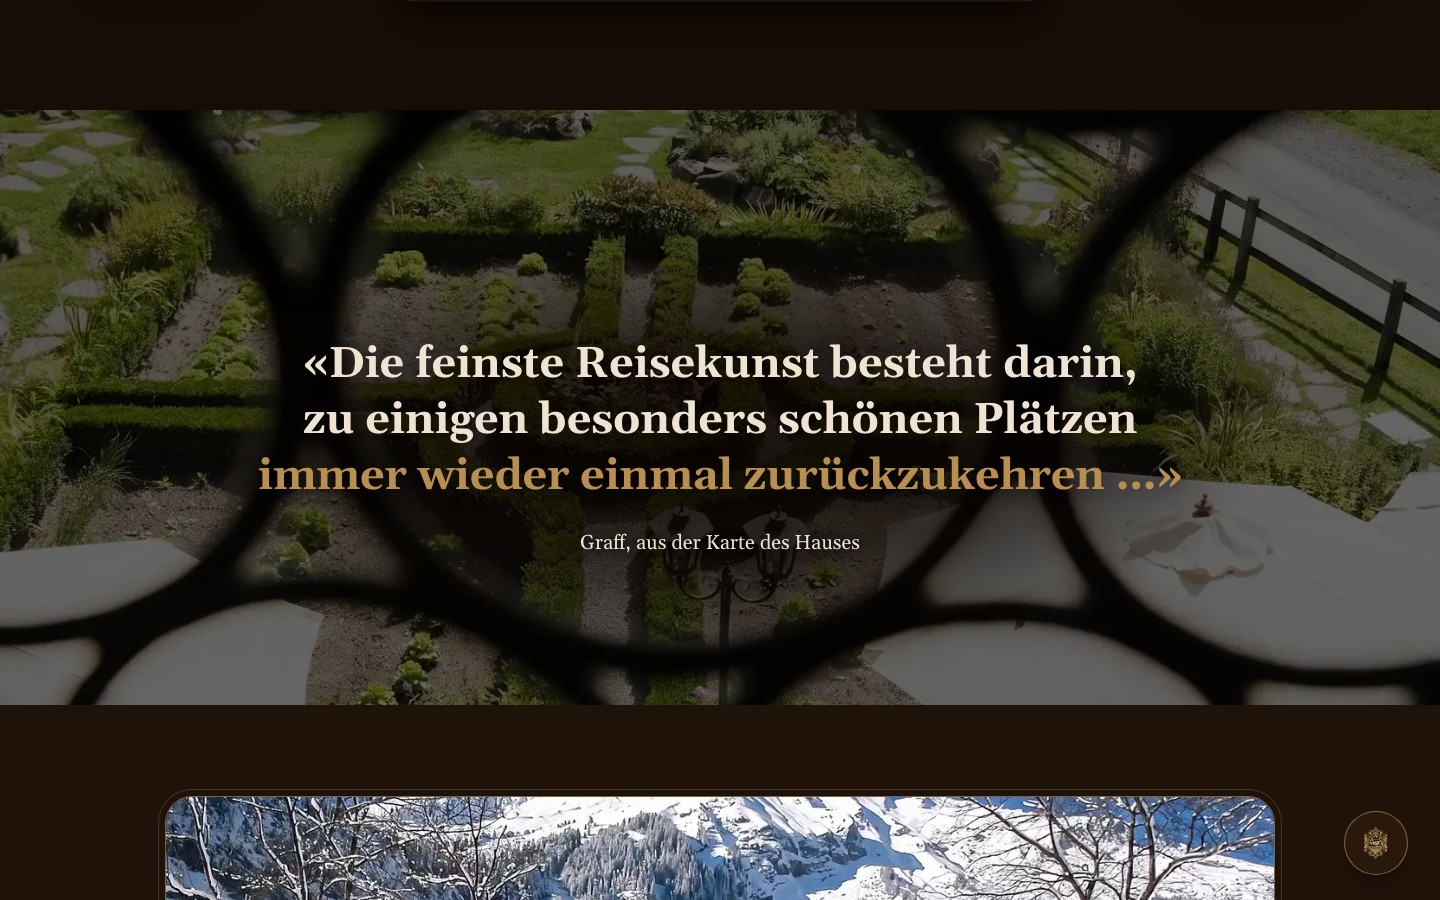 «Die feinste Reisekunst besteht darin,
zu einigen besonders schönen Plätzen
immer wieder einmal zurückzukehren ...»
Graff, aus der Karte des Hauses